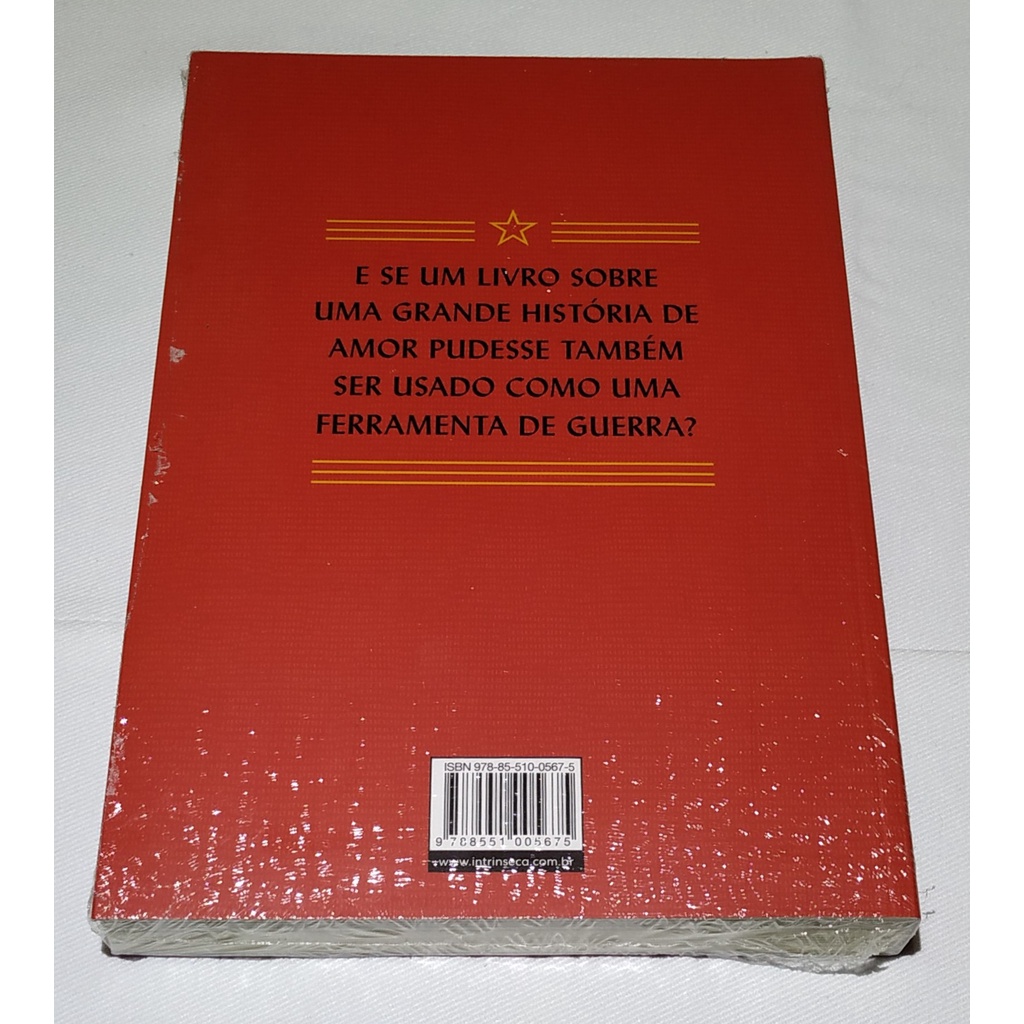 E SE UM LIVRO SOBRE
UMA GRANDE HISTÓRIA DE
AMOR PUDESSE TAMBÉM
SER USADO COMO UMA
FERRAMENTA DE GUERRA?
ISBN 978-85-510-0567-5
9 788551 005675
www.intrinseca.com.br